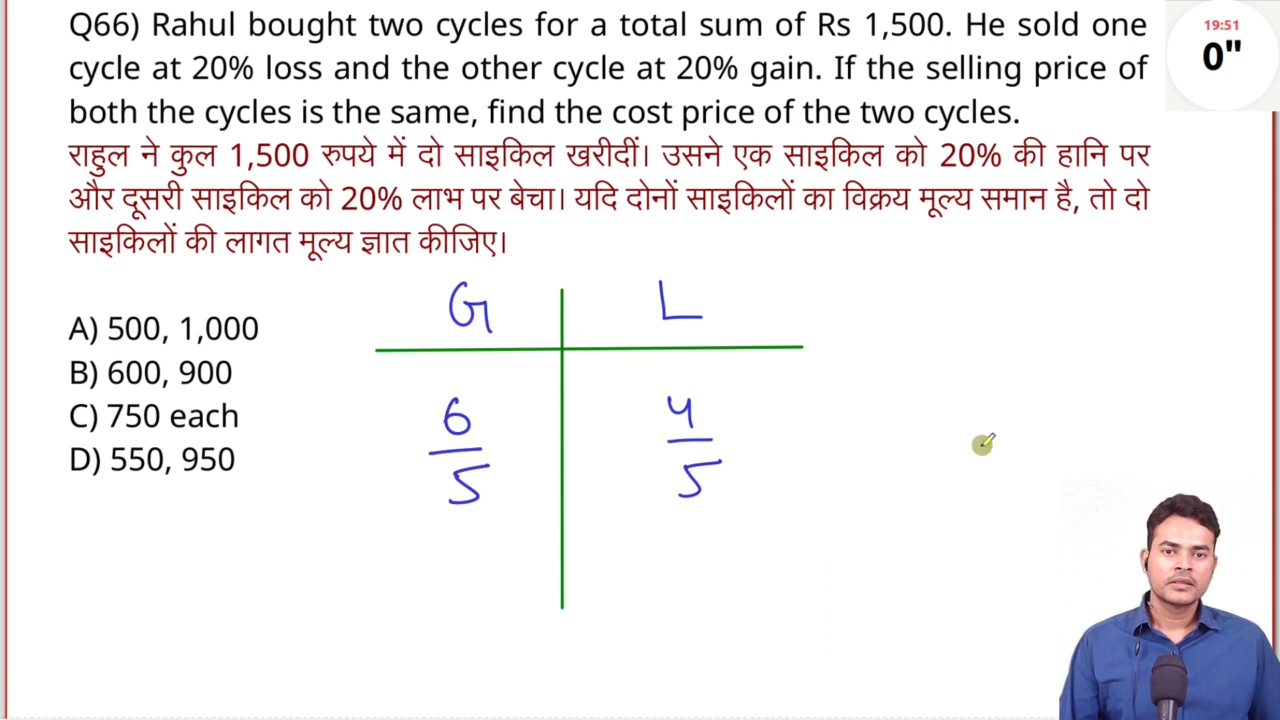 Q66) Rahul bought two cycles for a total sum of Rs 1,500. He sold one
cycle at 20% loss and the other cycle at 20% gain. If the selling price of
both the cycles is the same, find the cost price of the two cycles.
राहुल ने कुल 1,500 रुपये में दो साइकिल खरीदीं। उसने एक साइकिल को 20% की हानि पर
और दूसरी साइकिल को 20% लाभ पर बेचा। यदि दोनों साइकिलों का विक्रय मूल्य समान है, तो दो
साइकिलों की लागत मूल्य ज्ञात कीजिए।
19:51
0"
A) 500, 1,000
B) 600, 900
C) 750 each
D) 550, 950
G L
6 4
5 5